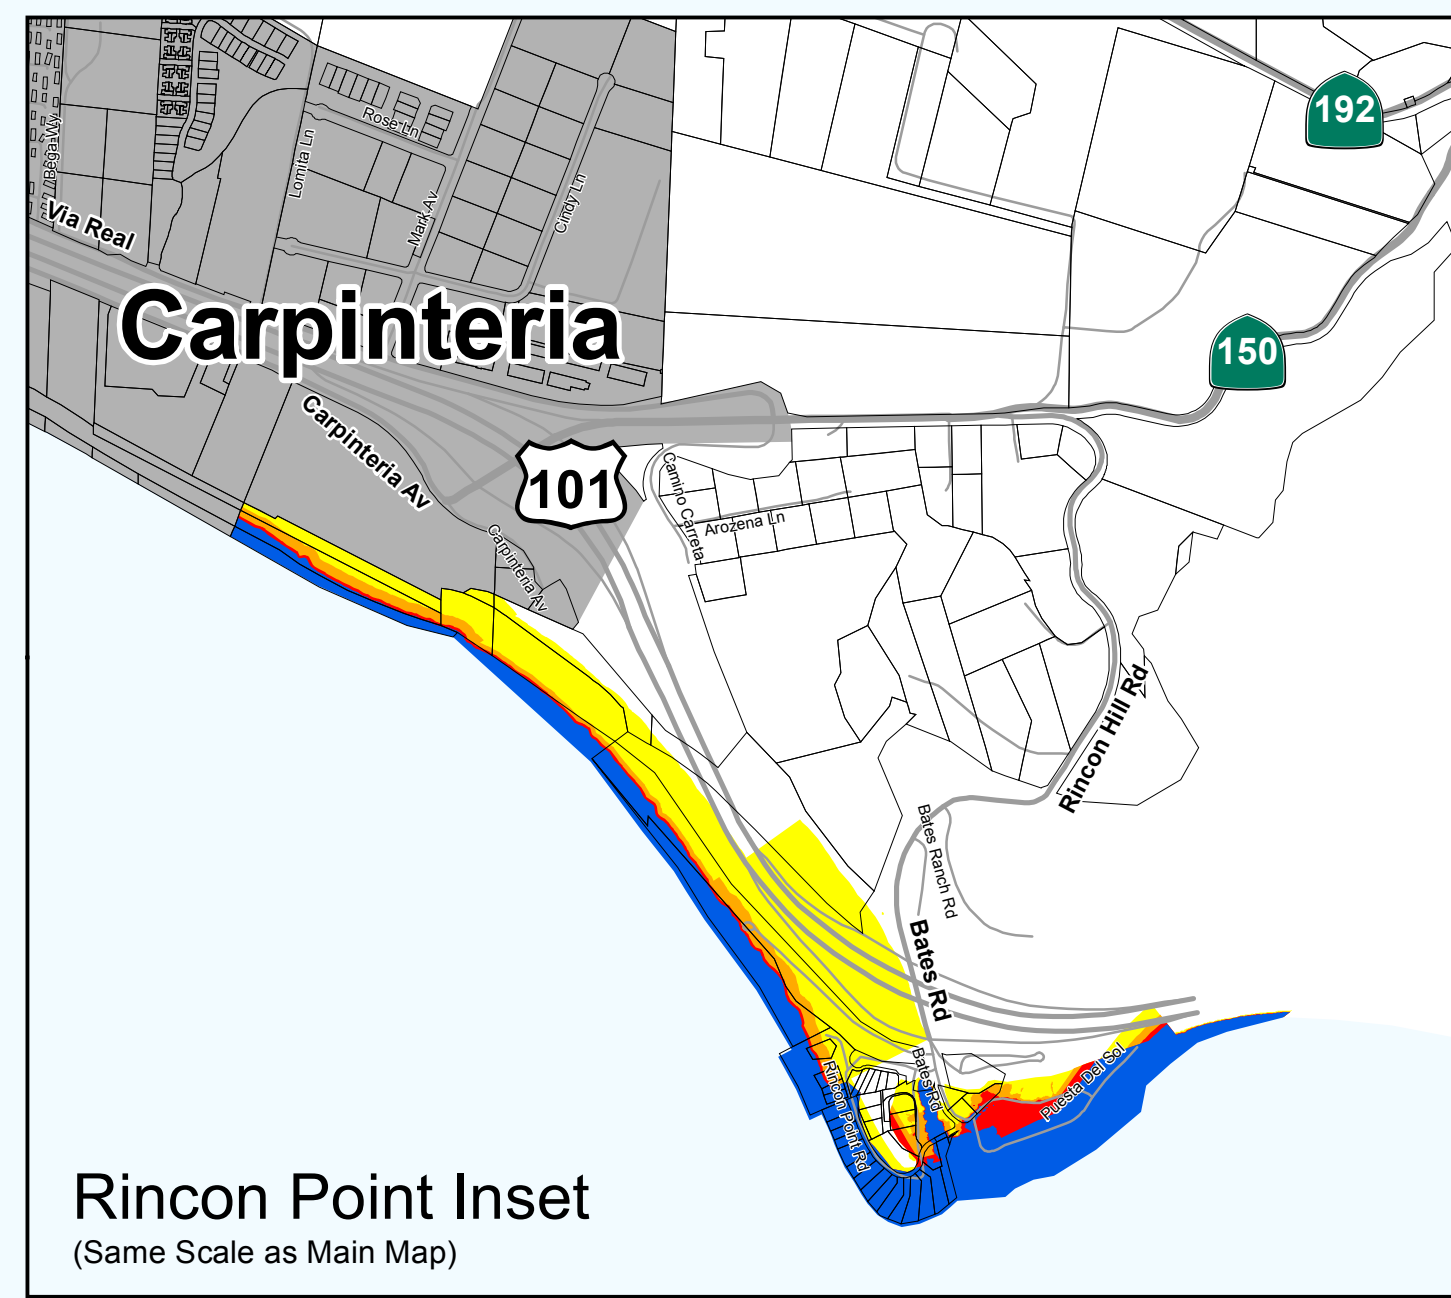 192
Rose Ln
Bega Wy
Lomita Ln
Cindy Ln
Mark Av
Via Real
Carpinteria
150
Carpinteria Av
101
Camino Carreta
Arozena Ln
Carpinteria Av
Rincon Hill Rd
Bates Ranch Rd
Bates Rd
Bates Rd
Puesta Del Sol
Rincon Point Rd
Rincon Point Inset
(Same Scale as Main Map)